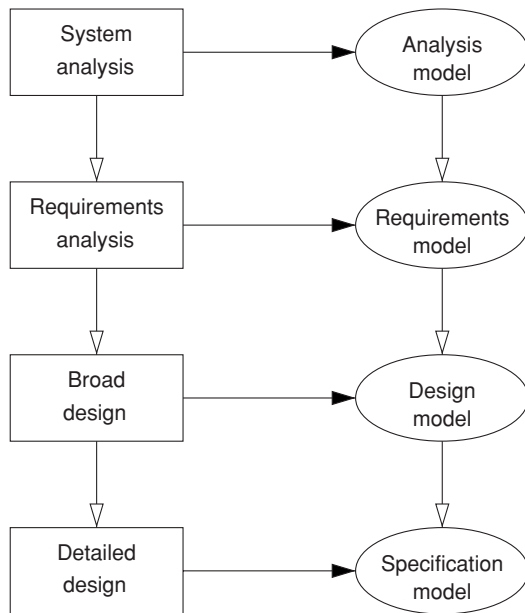 System
analysis
Analysis
model
Requirements
analysis
Requirements
model
Broad
design
Design
model
Detailed
design
Specification
model